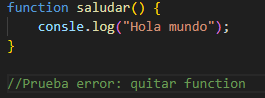 function saludar() {
    consle.log("Hola mundo");
}

//Prueba error: quitar function